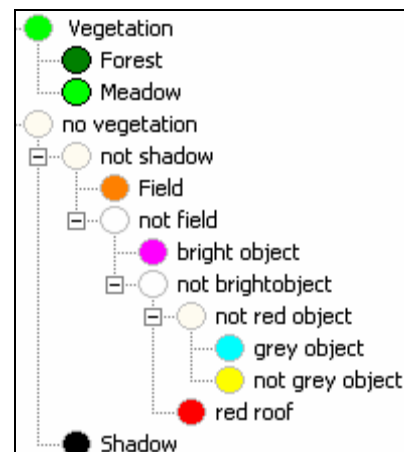 Vegetation
Forest
Meadow
no vegetation
not shadow
Field
not field
bright object
not brightobject
not red object
grey object
not grey object
red roof
Shadow